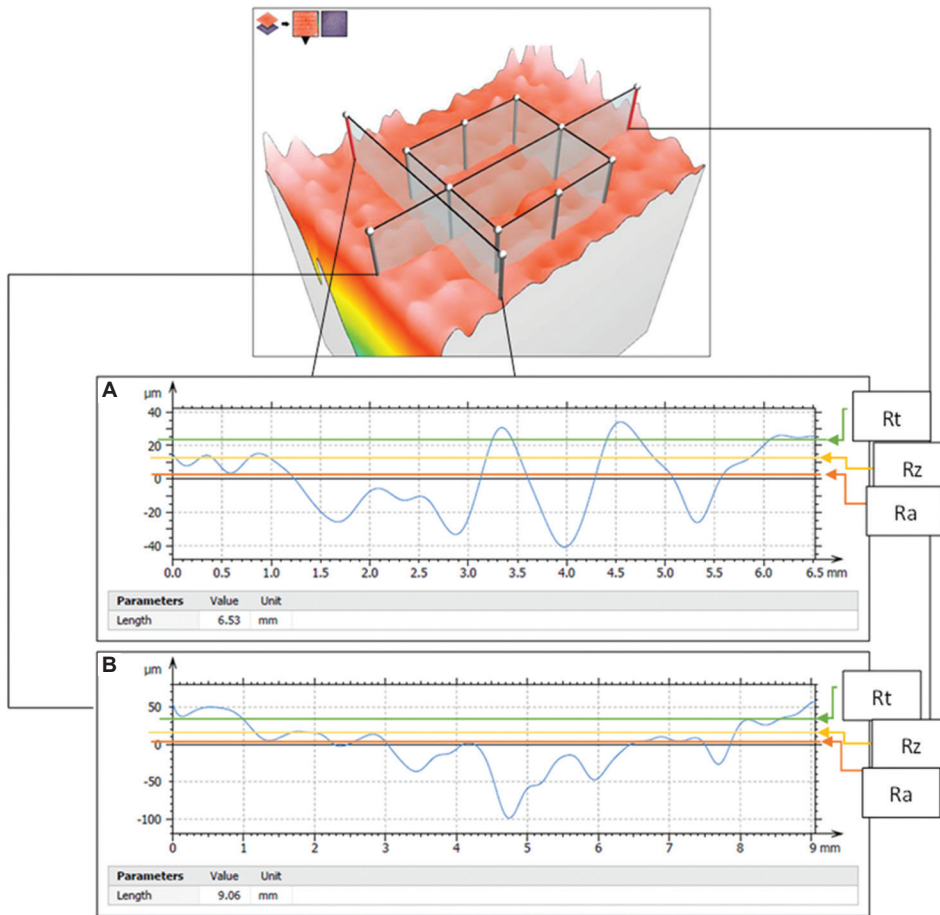 A
µm
40
20
0
-20
-40
0.0 0.5 1.0 1.5 2.0 2.5 3.0 3.5 4.0 4.5 5.0 5.5 6.0 6.5 mm
Rt
Rz
Ra
Parameters Value Unit
Length 6.53 mm
B
µm
50
0
-50
-100
0 1 2 3 4 5 6 7 8 9 mm
Rt
Rz
Ra
Parameters Value Unit
Length 9.06 mm